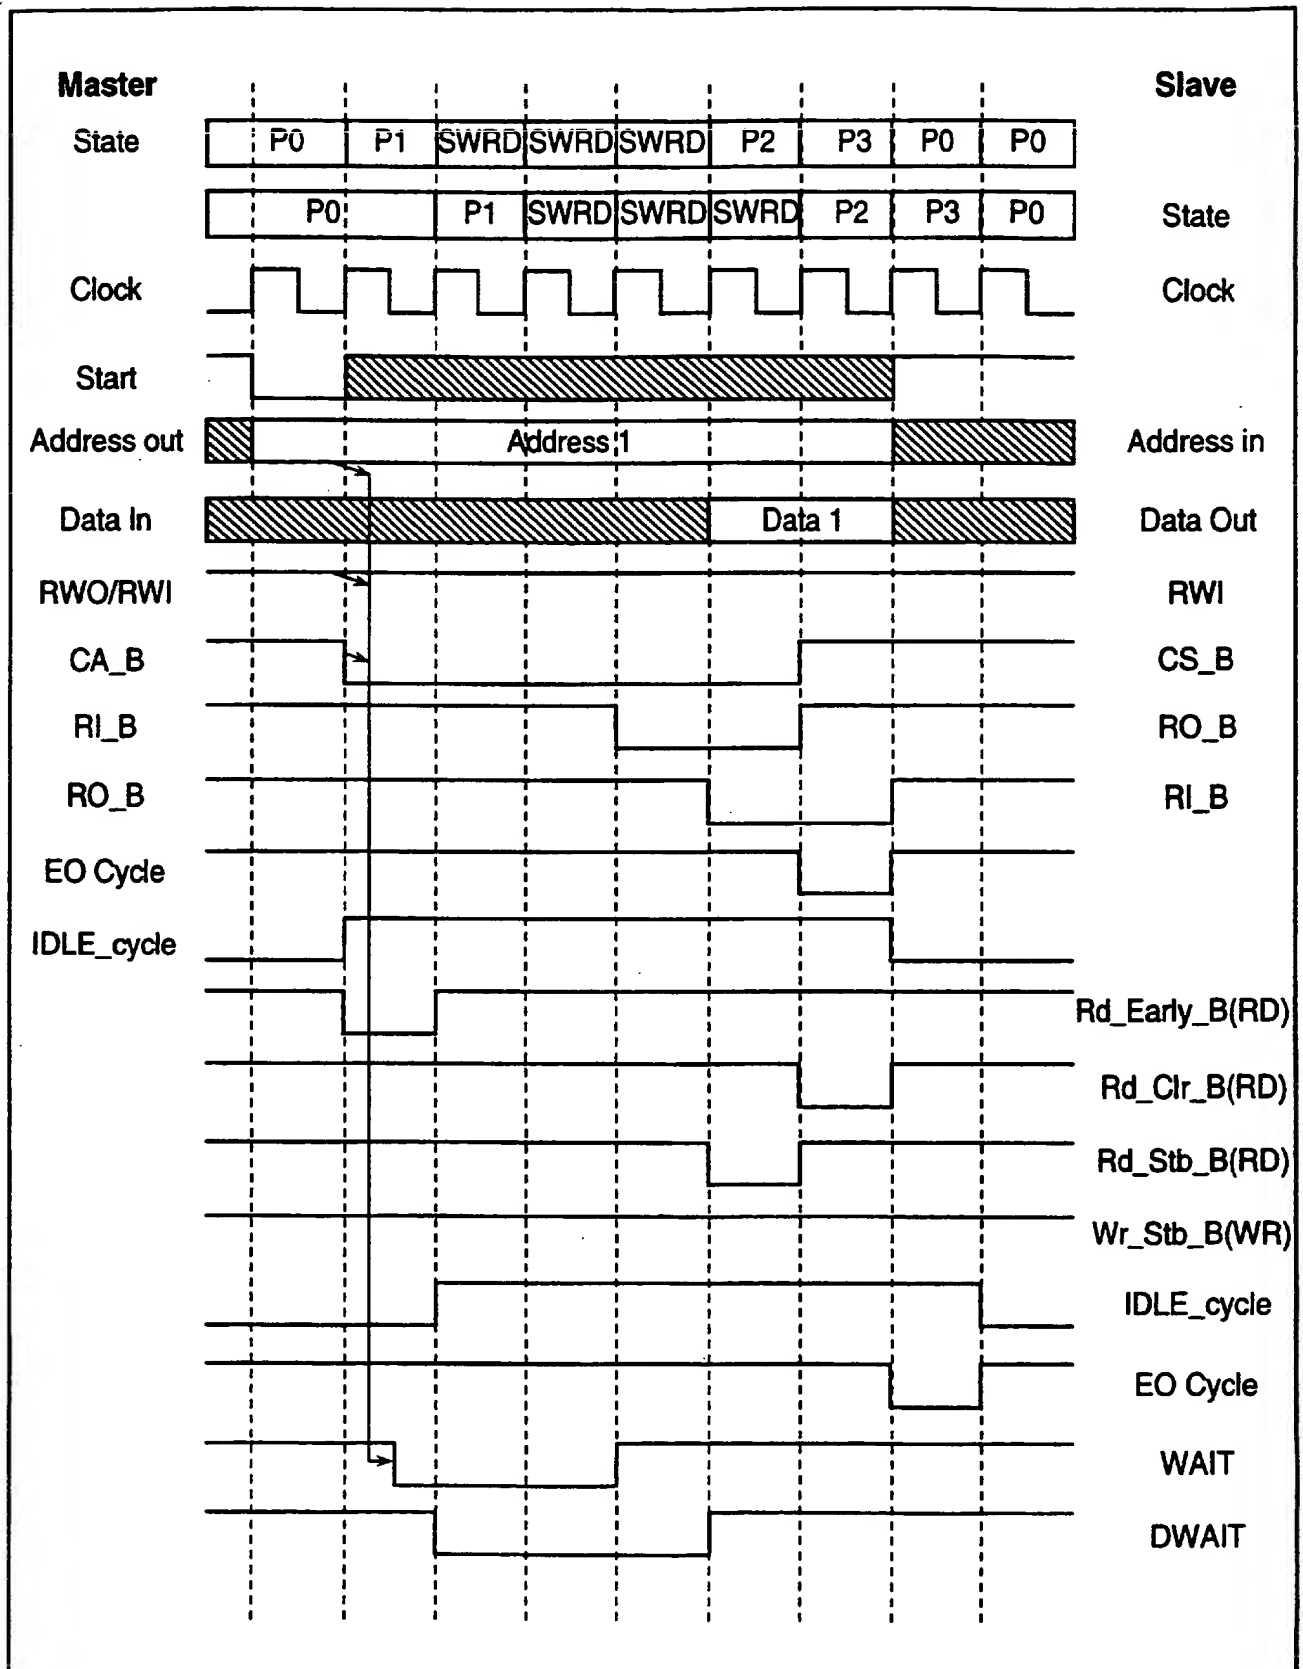 Master Slave
State P0 P1 SWRD SWRD SWRD P2 P3 P0 P0
P0 P1 SWRD SWRD SWRD P2 P3 P0 State
Clock Clock
Start
Address out Address 1 Address in
Data In Data 1 Data Out
RWO/RWI RWI
CA_B CS_B
RI_B RO_B
RO_B RI_B
EO Cycle
IDLE_cycle
Rd_Early_B(RD)
Rd_Clr_B(RD)
Rd_Stb_B(RD)
Wr_Stb_B(WR)
IDLE_cycle
EO Cycle
WAIT
DWAIT